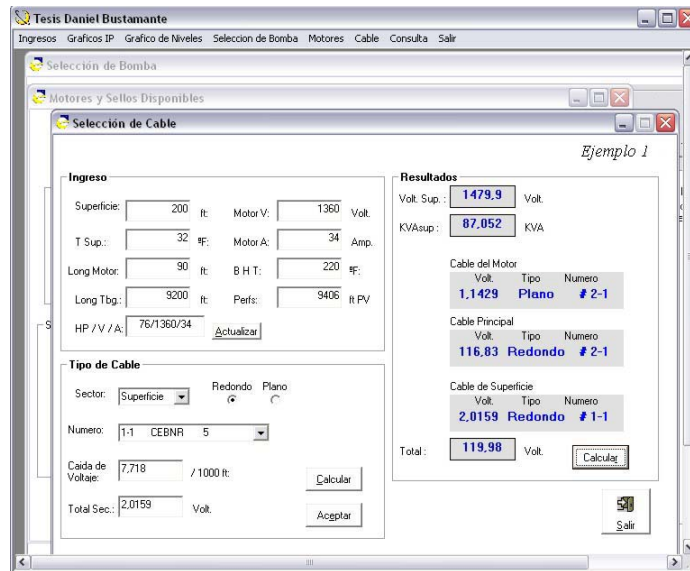 Tesis Daniel Bustamante
Ingresos Graficos IP Grafico de Niveles Seleccion de Bomba Motores Cable Consulta Salir
Selección de Bomba
Motores y Sellos Disponibles
Selección de Cable
Ejemplo 1
Ingreso
Superficie: 200 ft: Motor V: 1360 Volt.
T Sup.: 32 ºF: Motor A: 34 Amp.
Long Motor: 90 ft: B H T: 220 ºF:
Long Tbg.: 9200 ft: Perfs: 9406 ft PV
HP / V / A: 76/1360/34 Actualizar
Tipo de Cable
Sector: Superficie Redondo Plano
Numero: 1-1 CEBNR 5
Caida de Voltaje: 7,718 / 1000 ft: Calcular
Total Sec.: 2,0159 Volt. Aceptar
Resultados
Volt. Sup. : 1479,9 Volt.
KVAsup : 87,052 KVA
Cable del Motor
Volt. Tipo Numero
1,1429 Plano # 2-1
Cable Principal
Volt. Tipo Numero
116,83 Redondo # 2-1
Cable de Superficie
Volt. Tipo Numero
2,0159 Redondo # 1-1
Total : 119,98 Volt. Calcular
Salir